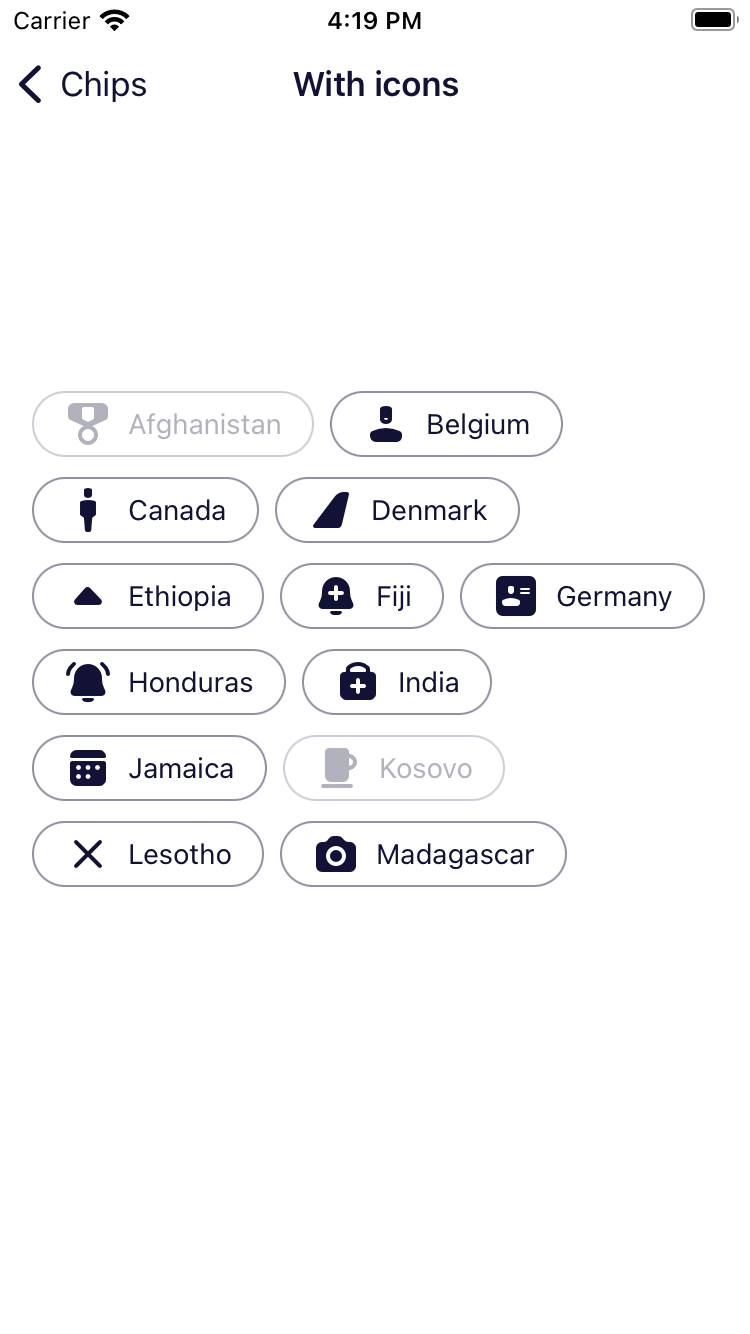 Carrier 4:19 PM
Chips With icons
Afghanistan Belgium
Canada Denmark
Ethiopia Fiji Germany
Honduras India
Jamaica Kosovo
Lesotho Madagascar